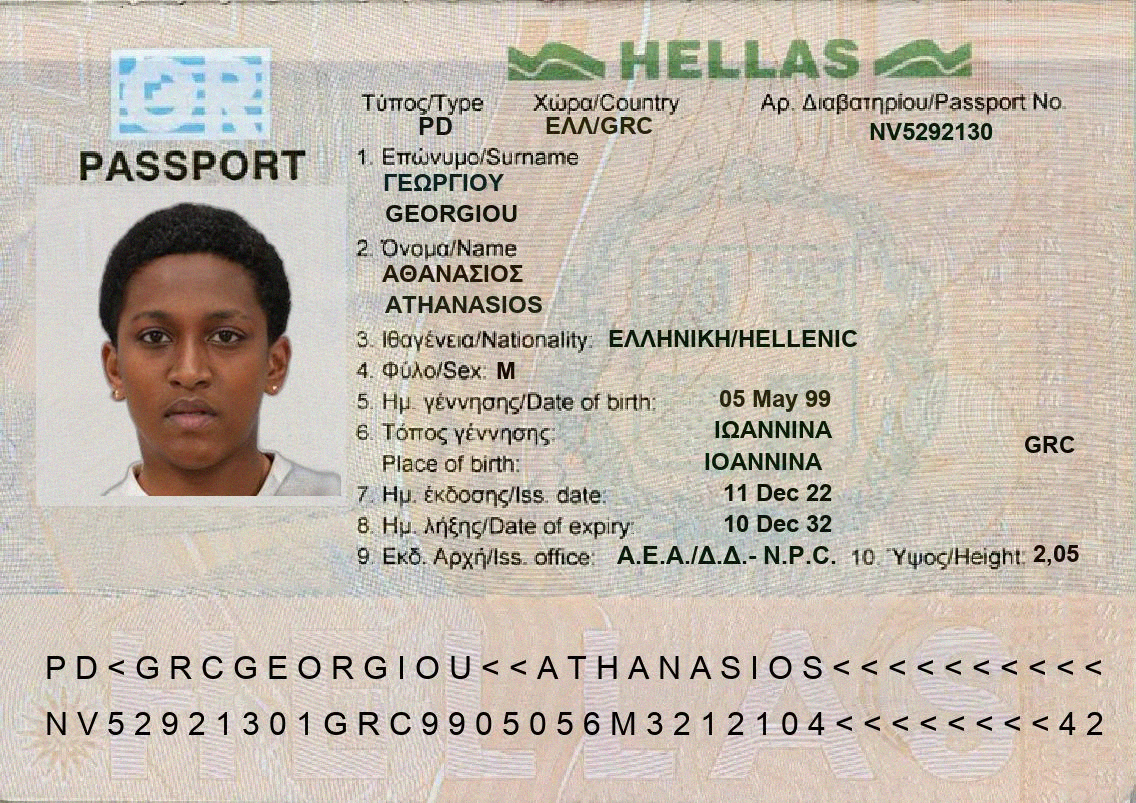 GR
HELLAS
PASSPORT
Τύπος/Type Χώρα/Country Αρ. Διαβατηρίου/Passport No.
PD ΕΛΛ/GRC NV5292130
1. Επώνυμο/Surname
ΓΕΩΡΓΙΟΥ
GEORGIOU
2. Όνομα/Name
ΑΘΑΝΑΣΙΟΣ
ATHANASIOS
3. Ιθαγένεια/Nationality: ΕΛΛΗΝΙΚΗ/HELLENIC
4. Φύλο/Sex: M
5. Ημ. γέννησης/Date of birth: 05 May 99
6. Τόπος γέννησης: ΙΩΑΝΝΙΝΑ
Place of birth: IOANNINA GRC
7. Ημ. έκδοσης/Iss. date: 11 Dec 22
8. Ημ. λήξης/Date of expiry: 10 Dec 32
9 Εκδ. Αρχή/Iss. office: Α.Ε.Α./Δ.Δ.- N.P.C. 10. Ύψος/Height: 2,05
HELLAS
PD<GRCGEORGIOU<<ATHANASIOS<<<<<<<<<<
NV52921301GRC9905056M3212104<<<<<<<<42